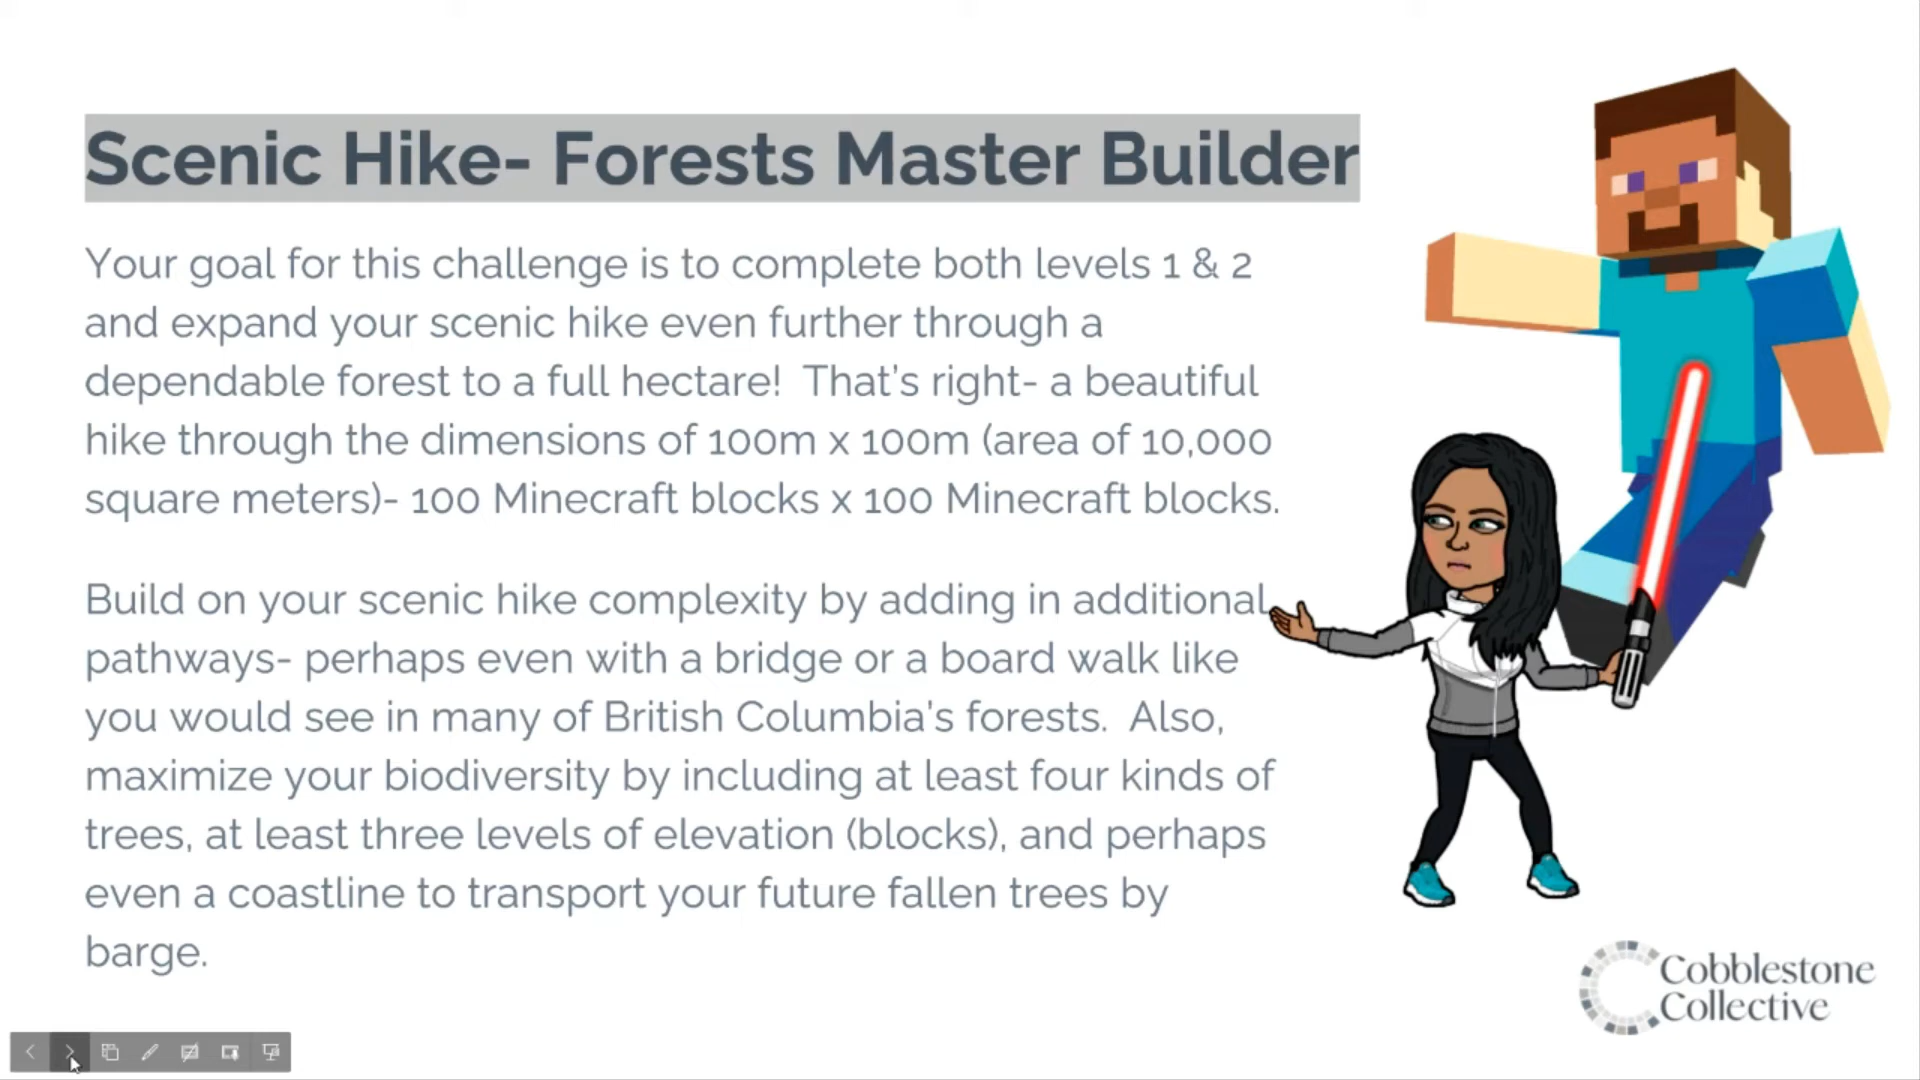 Scenic Hike- Forests Master Builder
Your goal for this challenge is to complete both levels 1 & 2
and expand your scenic hike even further through a
dependable forest to a full hectare!  That's right- a beautiful
hike through the dimensions of 100m x 100m (area of 10,000
square meters)- 100 Minecraft blocks x 100 Minecraft blocks.
Build on your scenic hike complexity by adding in additional
pathways- perhaps even with a bridge or a board walk like
you would see in many of British Columbia's forests.  Also,
maximize your biodiversity by including at least four kinds of
trees, at least three levels of elevation (blocks), and perhaps
even a coastline to transport your future fallen trees by
barge.
Cobblestone
Collective